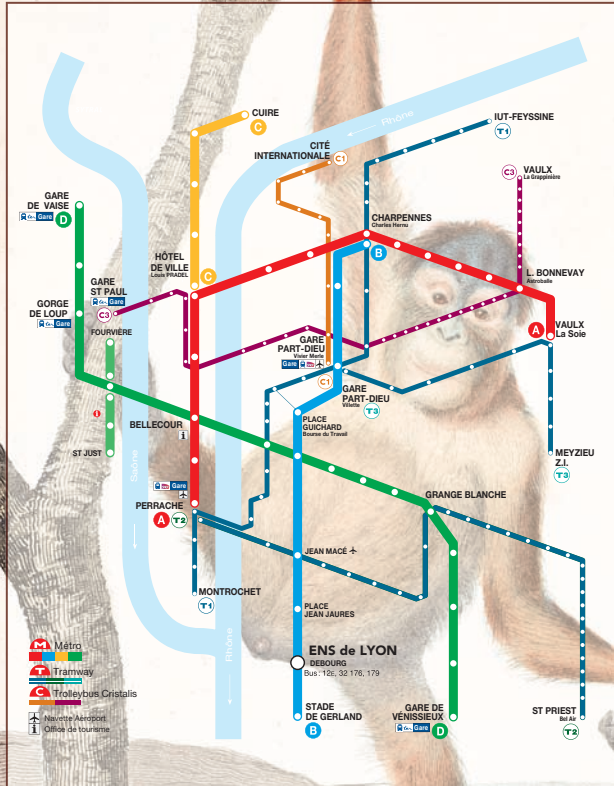 CUIRE
C
Rhône
IUT-FEYSSINE
T1
CITÉ
INTERNATIONALE
C1
C3
VAULX
La Grappinière
GARE
DE VAISE
Gare
D
CHARPENNES
Charles Hernu
B
HÔTEL
DE VILLE
Louis PRADEL
C
L. BONNEVAY
Astroballe
GARE
ST PAUL
Gare
C3
GORGE
DE LOUP
Gare
A
VAULX
La Soie
FOURVIÈRE
GARE
PART-DIEU
Vivier Merle
Gare
C1
GARE
PART-DIEU
Villette
T3
i
BELLECOUR
i
PLACE
GUICHARD
Bourse du Travail
ST JUST
Saône
MEYZIEU
Z.I.
T3
Gare
PERRACHE
A
T2
GRANGE BLANCHE
JEAN MACÉ
MONTROCHET
T1
PLACE
JEAN JAURES
Rhône
ENS de LYON
DEBOURG
Bus : 12E, 32 176, 179
M Métro
T Tramway
C Trolleybus Cristalis
Navette Aéroport
i Office de tourisme
STADE
DE GERLAND
B
GARE DE
VÉNISSIEUX
Gare
D
ST PRIEST
Bel Air
T2